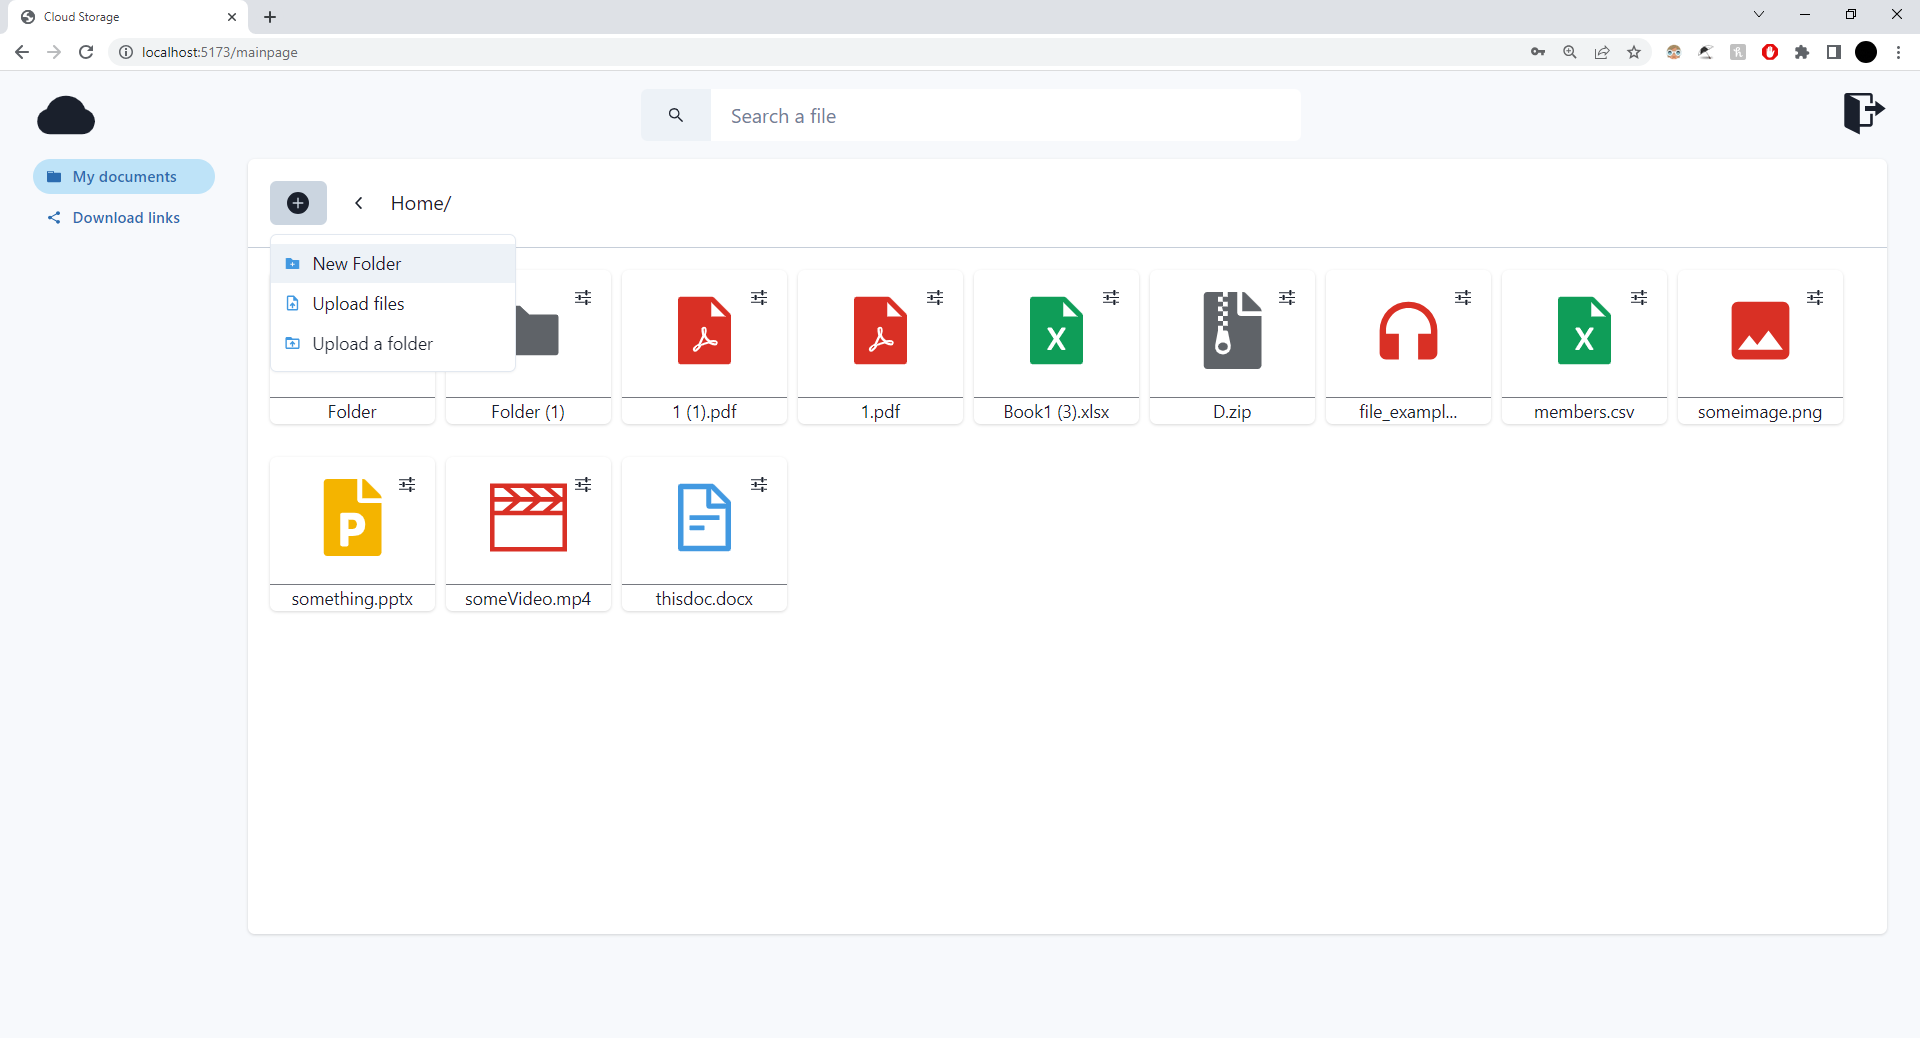 Cloud Storage
localhost:5173/mainpage
Search a file
My documents
Download links
Home/
New Folder
Upload files
Upload a folder
Folder
Folder (1)
1 (1).pdf
1.pdf
Book1 (3).xlsx
D.zip
file_exampl...
members.csv
someimage.png
X
X
P
something.pptx
someVideo.mp4
thisdoc.docx